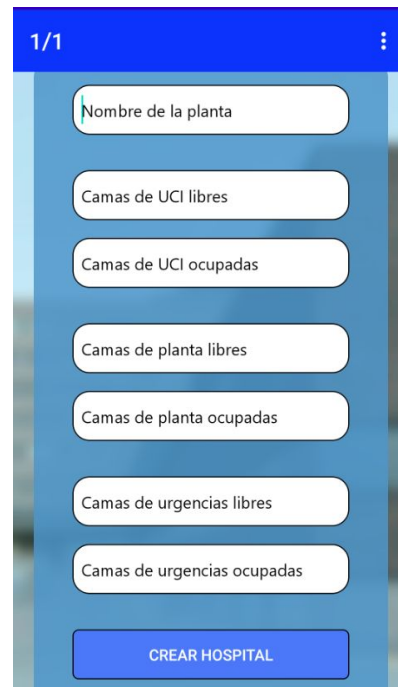 1/1
Nombre de la planta
Camas de UCI libres
Camas de UCI ocupadas
Camas de planta libres
Camas de planta ocupadas
Camas de urgencias libres
Camas de urgencias ocupadas
CREAR HOSPITAL